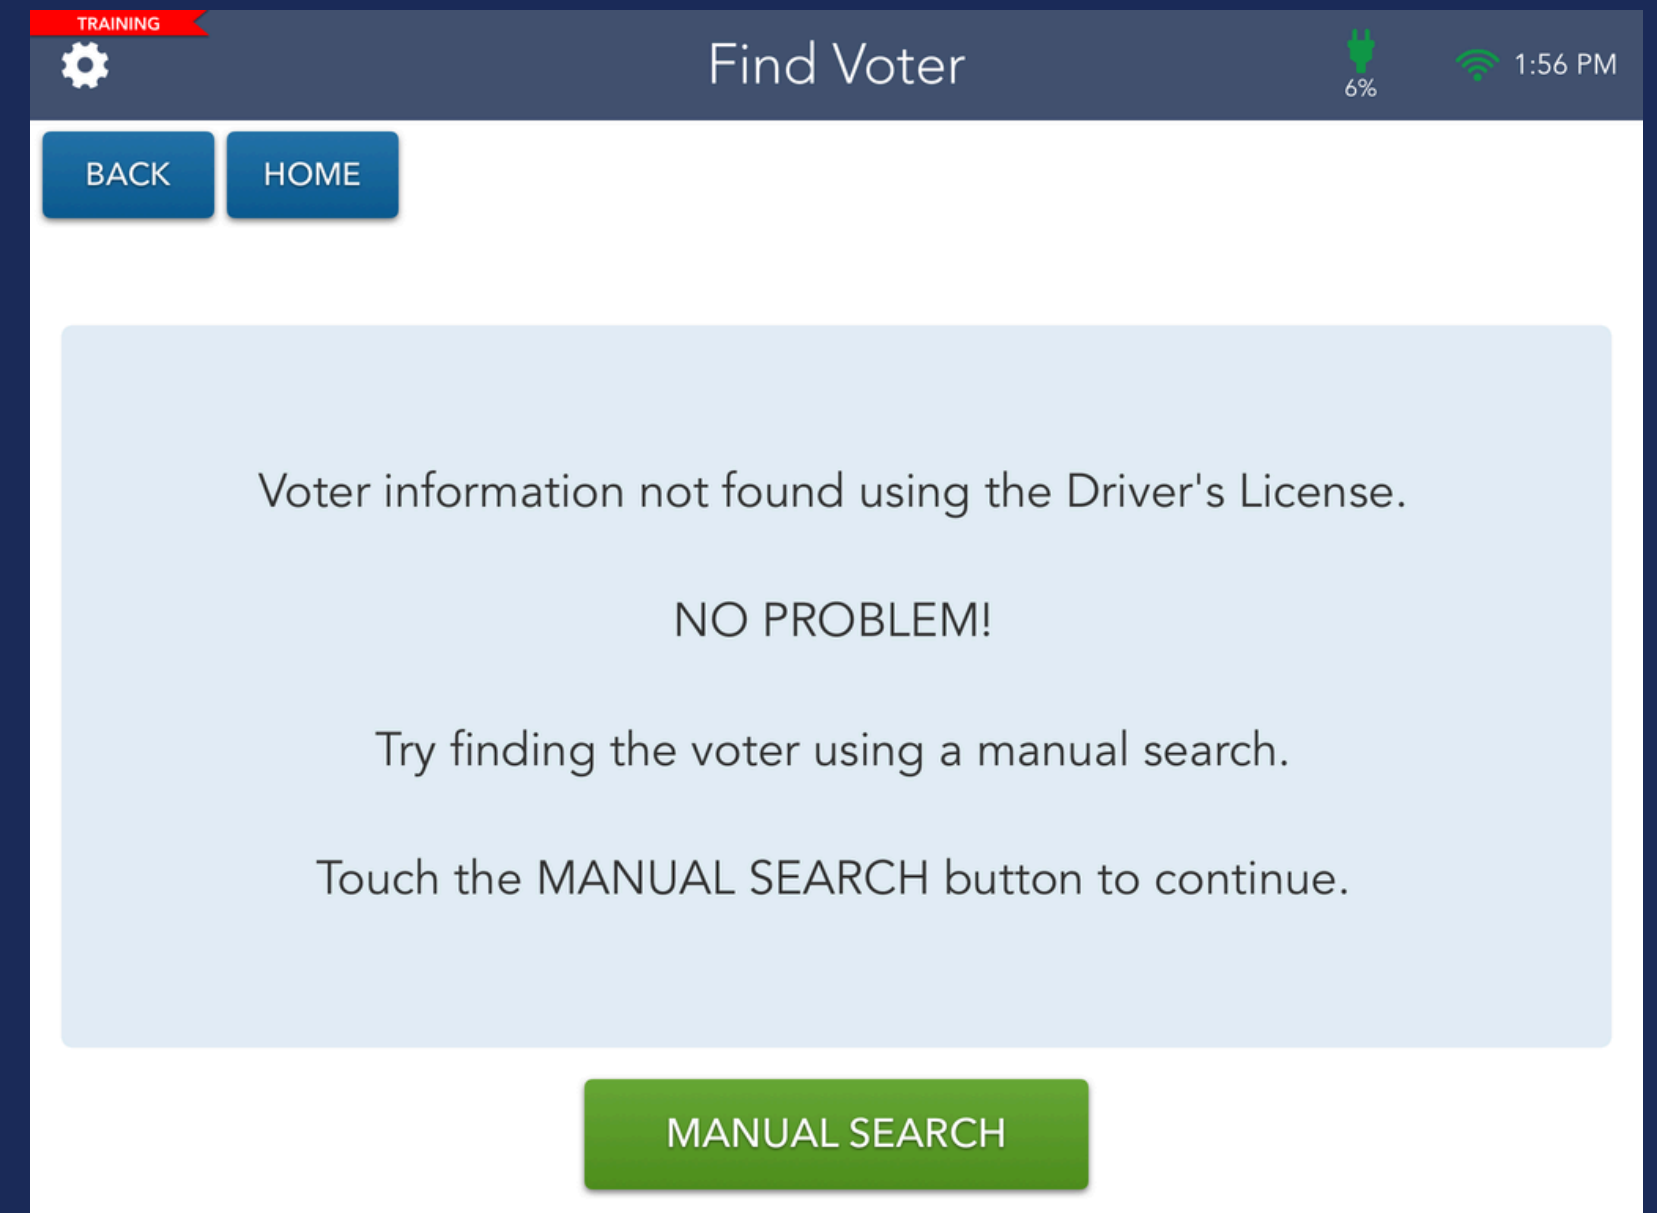 TRAINING
Find Voter
6%
1:56 PM
BACK
HOME
Voter information not found using the Driver's License.
NO PROBLEM!
Try finding the voter using a manual search.
Touch the MANUAL SEARCH button to continue.
MANUAL SEARCH